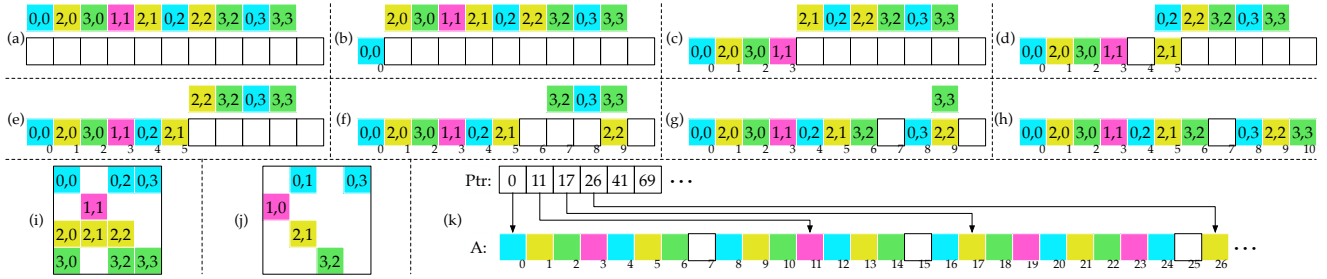 0,0 2,0 3,0 1,1 2,1 0,2 2,2 3,2 0,3 3,3
(a)
2,0 3,0 1,1 2,1 0,2 2,2 3,2 0,3 3,3
(b) 0,0
0
2,1 0,2 2,2 3,2 0,3 3,3
(c) 0,0 2,0 3,0 1,1
0 1 2 3
0,2 2,2 3,2 0,3 3,3
(d) 0,0 2,0 3,0 1,1 2,1
0 1 2 3 4 5
2,2 3,2 0,3 3,3
(e) 0,0 2,0 3,0 1,1 0,2 2,1
0 1 2 3 4 5
3,2 0,3 3,3
(f) 0,0 2,0 3,0 1,1 0,2 2,1 2,2
0 1 2 3 4 5 6 7 8 9
3,3
(g) 0,0 2,0 3,0 1,1 0,2 2,1 3,2 0,3 2,2
0 1 2 3 4 5 6 7 8 9
(h) 0,0 2,0 3,0 1,1 0,2 2,1 3,2 0,3 2,2 3,3
0 1 2 3 4 5 6 7 8 9 10
0,0 0,2 0,3
1,1
(i)
2,0 2,1 2,2
3,0 3,2 3,3
0,1 0,3
1,0
(j)
2,1
3,2
Ptr: 0 11 17 26 41 69 ···
(k)
A: ···
0 1 2 3 4 5 6 7 8 9 10 11 12 13 14 15 16 17 18 19 20 21 22 23 24 25 26